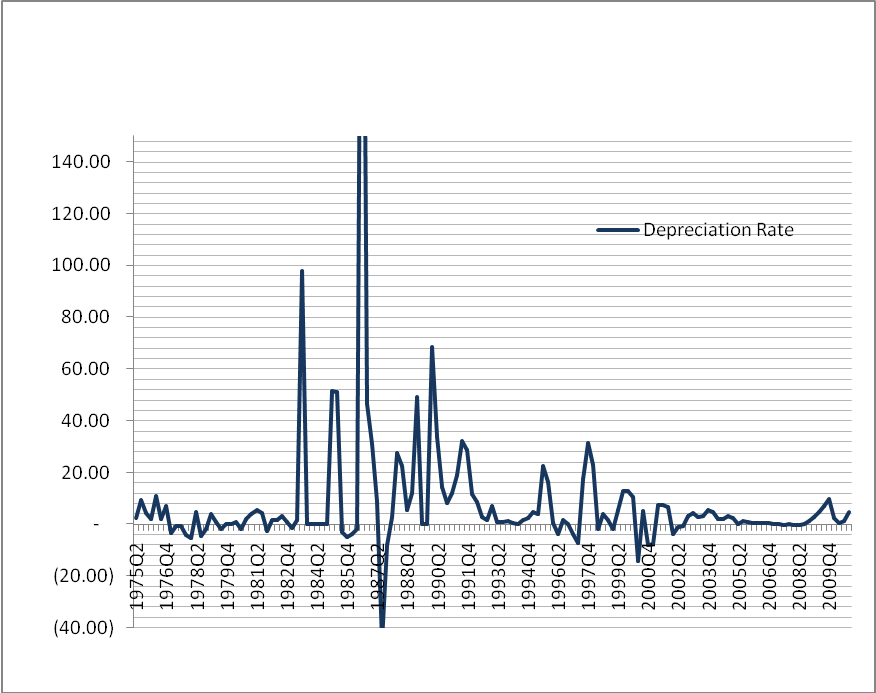 140.00
120.00
100.00
80.00
60.00
40.00
20.00
-
(20.00)
(40.00)
Depreciation Rate
1975Q2
1976Q4
1978Q2
1979Q4
1981Q2
1982Q4
1984Q2
1985Q4
1987Q2
1988Q4
1990Q2
1991Q4
1993Q2
1994Q4
1996Q2
1997Q4
1999Q2
2000Q4
2002Q2
2003Q4
2005Q2
2006Q4
2008Q2
2009Q4